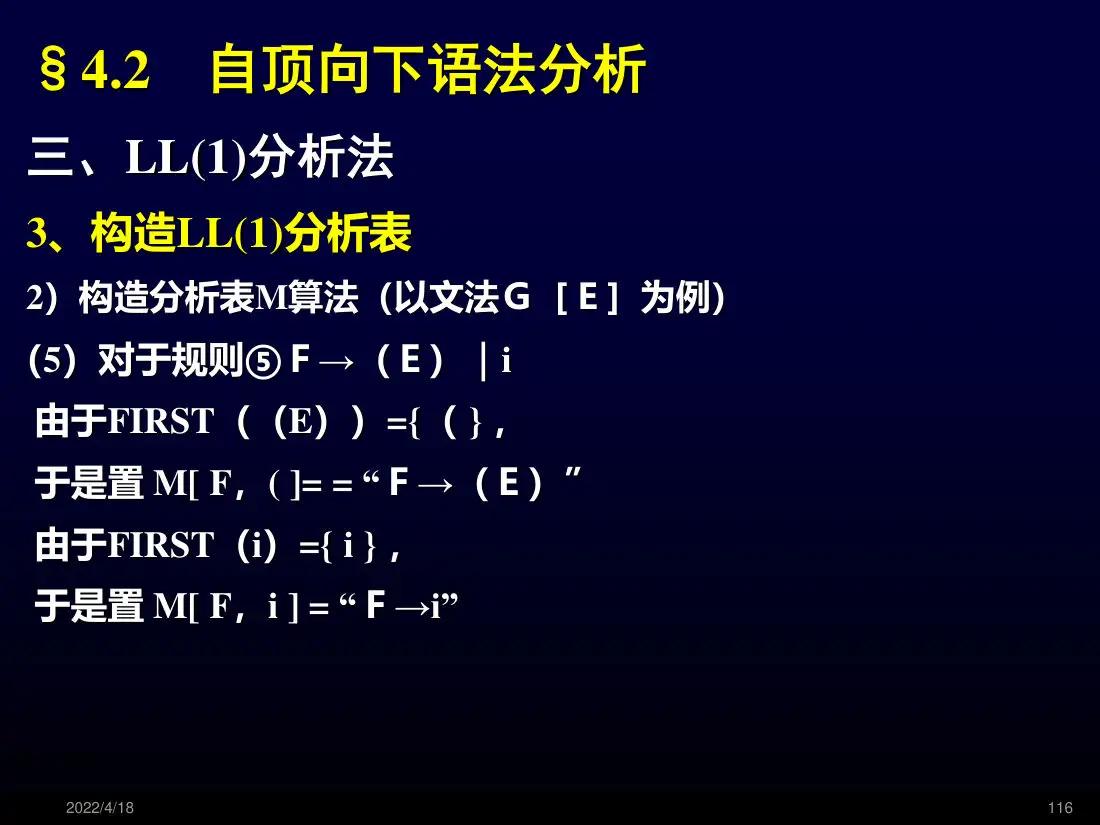 §4.2 自顶向下语法分析
三、LL(1)分析法
3、构造LL(1)分析表
2）构造分析表M算法（以文法G［E］为例）
（5）对于规则⑤ F →（E）｜i
由于FIRST（（E））={（ }，
于是置 M[ F，( ]= = “ F →（E）”
由于FIRST（i）={ i }，
于是置 M[ F，i ] = “ F →i”
2022/4/18
116